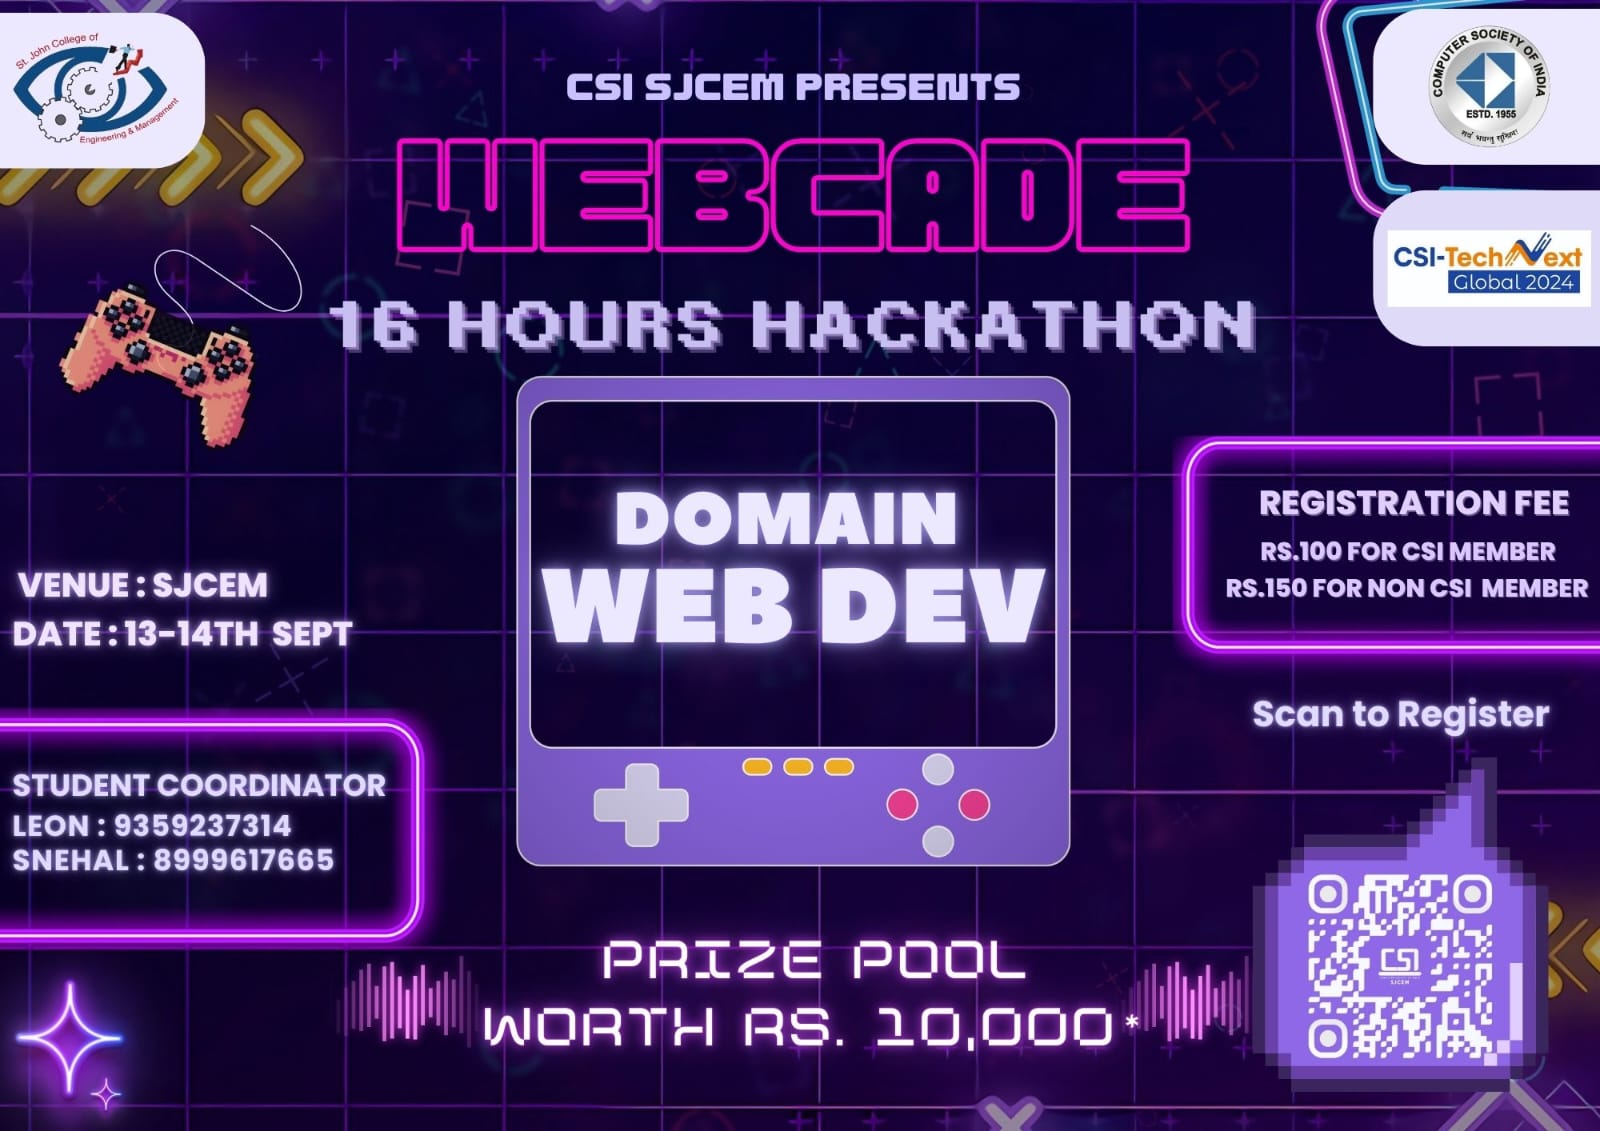 St. John College of
Engineering & Management
CSI SJCEM PRESENTS
COMPUTER SOCIETY OF INDIA
ESTD. 1955
WEBCADE
CSI-TechNext
Global 2024
16 HOURS HACKATHON
DOMAIN
WEB DEV
REGISTRATION FEE
RS.100 FOR CSI MEMBER
RS.150 FOR NON CSI MEMBER
VENUE : SJCEM
DATE : 13-14TH SEPT
Scan to Register
STUDENT COORDINATOR
LEON : 9359237314
SNEHAL : 8999617665
CSI
SJCEM
PRIZE POOL
WORTH RS. 10,000*